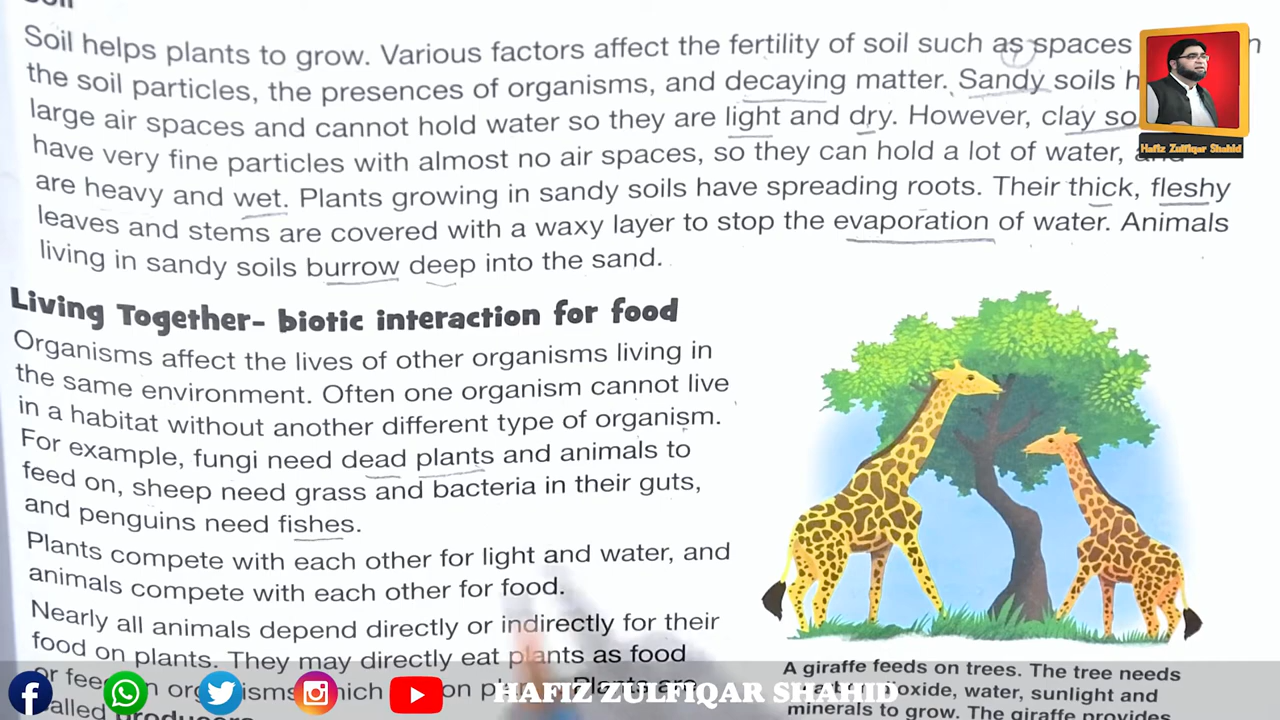 Soil helps plants to grow. Various factors affect the fertility of soil such as spaces
the soil particles, the presences of organisms, and decaying matter. Sandy soils
large air spaces and cannot hold water so they are light and dry. However, clay
have very fine particles with almost no air spaces, so they can hold a lot of water,
are heavy and wet. Plants growing in sandy soils have spreading roots. Their thick, fleshy
leaves and stems are covered with a waxy layer to stop the evaporation of water. Animals
living in sandy soils burrow deep into the sand.
Living Together- biotic interaction for food
Organisms affect the lives of other organisms living in
the same environment. Often one organism cannot live
in a habitat without another different type of organism.
For example, fungi need dead plants and animals to
feed on, sheep need grass and bacteria in their guts,
and penguins need fishes.
Plants compete with each other for light and water, and
animals compete with each other for food.
Nearly all animals depend directly or indirectly for their
food on plants. They may directly eat plants as food
A giraffe feeds on trees. The tree needs
water, sunlight and
minerals to grow. The giraffe provides
Hafiz Zulfiqar Shahid
HAFIZ ZULFIQAR SHAHID